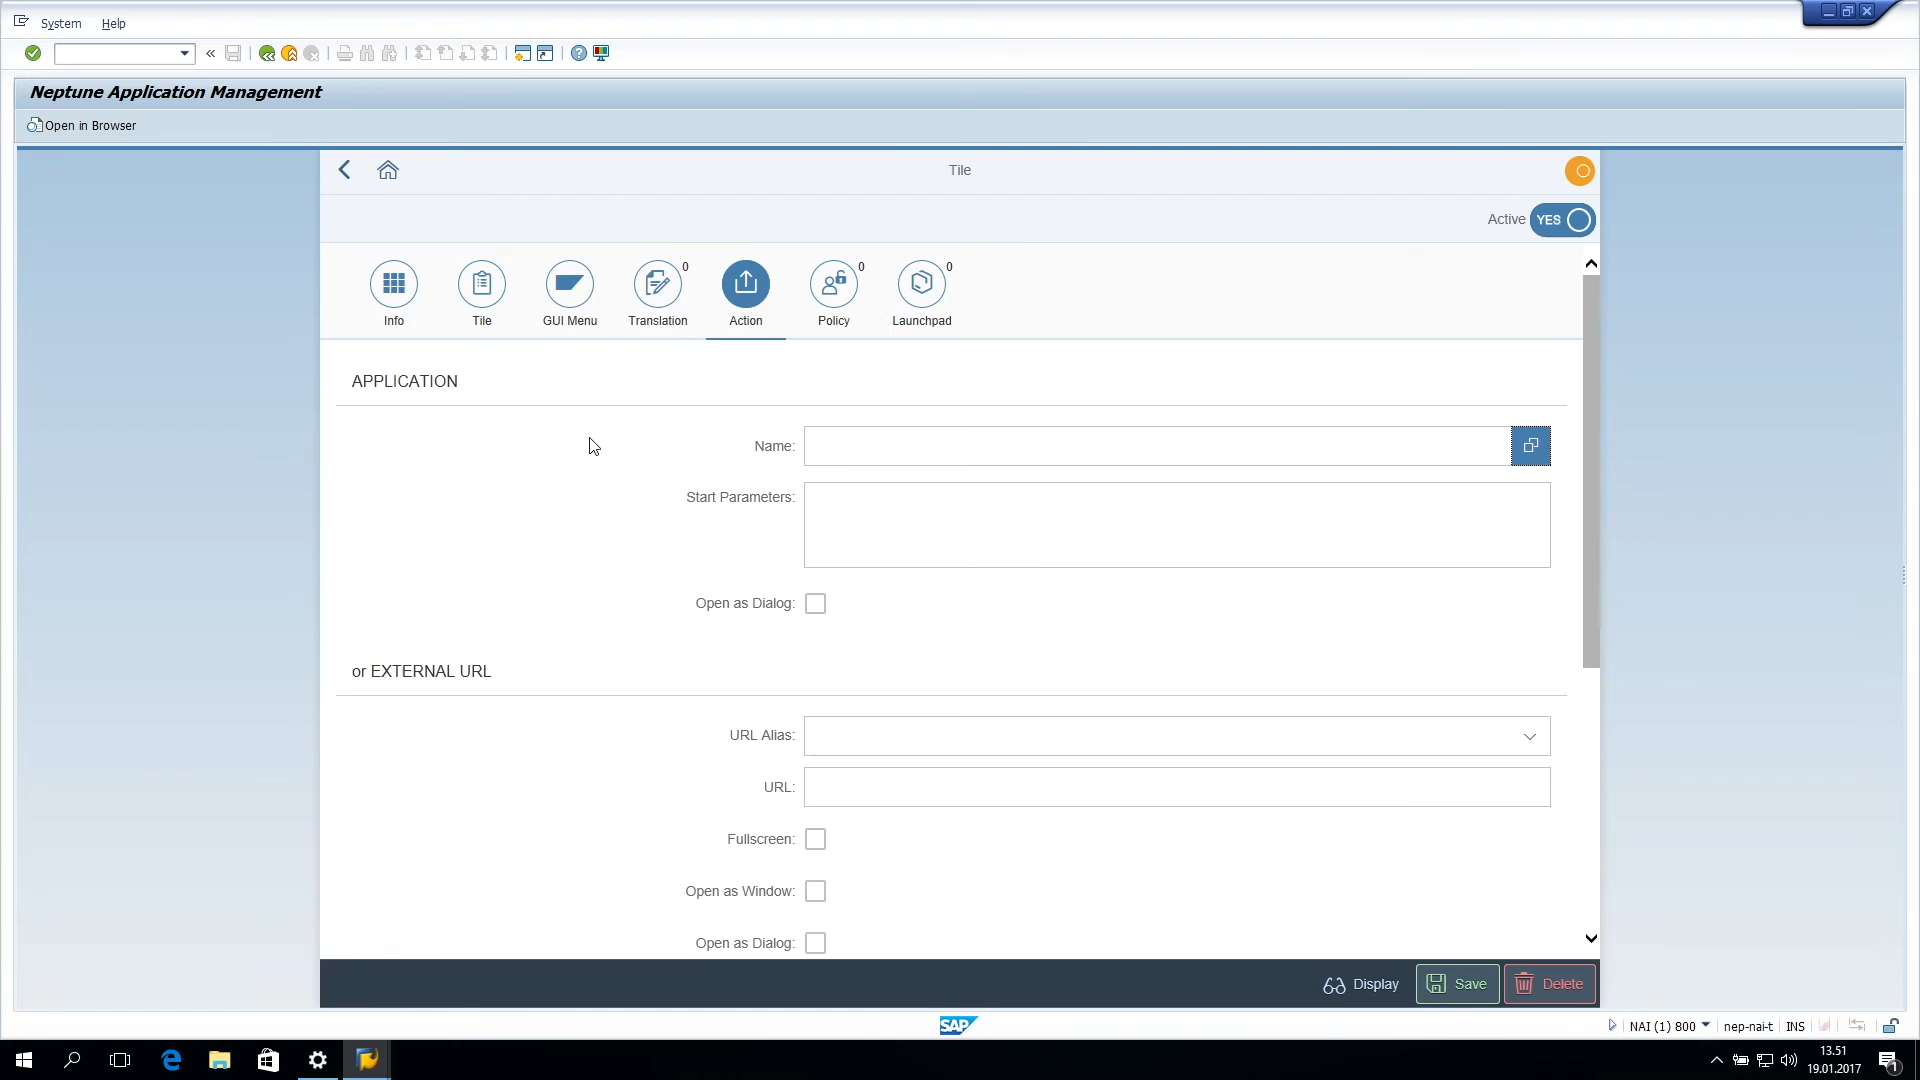 System Help
Neptune Application Management
Open in Browser
Tile
Active YES
0 0 0
Info Tile GUI Menu Translation Action Policy Launchpad
APPLICATION
Name:
Start Parameters:
Open as Dialog:
or EXTERNAL URL
URL Alias:
URL:
Fullscreen:
Open as Window:
Open as Dialog:
Display Save Delete
SAP NAI (1) 800 nep-nai-t INS
13.51
19.01.2017
1